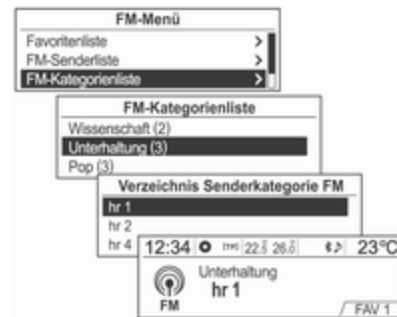 FM-Menü
Favoritenliste >
FM-Senderliste >
FM-Kategorienliste >
FM-Kategorienliste
Wissenschaft (2)
Unterhaltung (3)
Pop (3)
Verzeichnis Senderkategorie FM
hr 1
hr 2
hr 4
12:34 [TP] 22.5 26.0 23°C
Unterhaltung
hr 1
FM
FAV 1